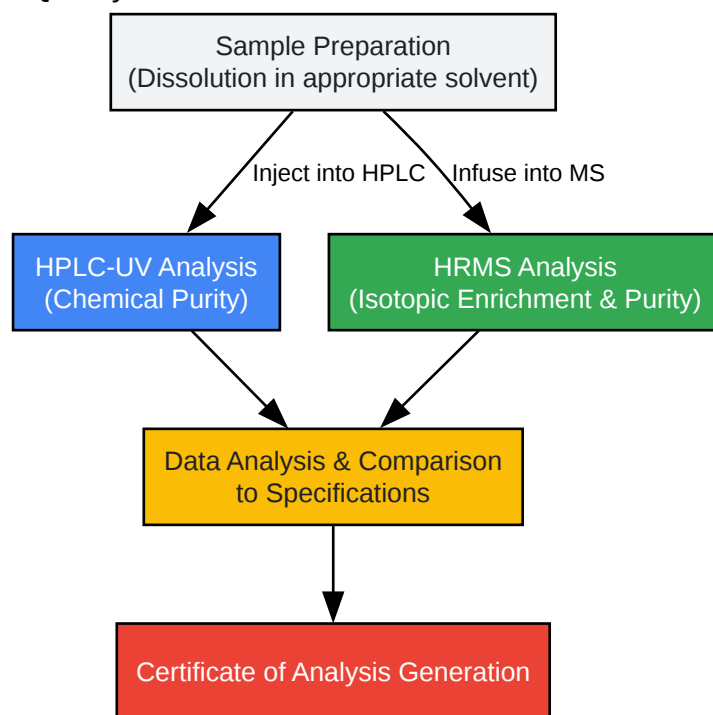 Sample Preparation
(Dissolution in appropriate solvent)
Inject into HPLC
Infuse into MS
HPLC-UV Analysis
(Chemical Purity)
HRMS Analysis
(Isotopic Enrichment & Purity)
Data Analysis & Comparison
to Specifications
Certificate of Analysis Generation